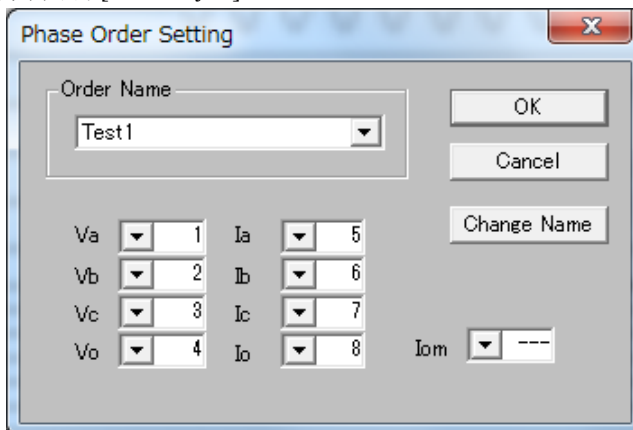 Phase Order Setting
Order Name
Test1
OK
Cancel
Change Name
Va 1 Ia 5
Vb 2 Ib 6
Vc 3 Ic 7
Vo 4 Io 8 Iom ---